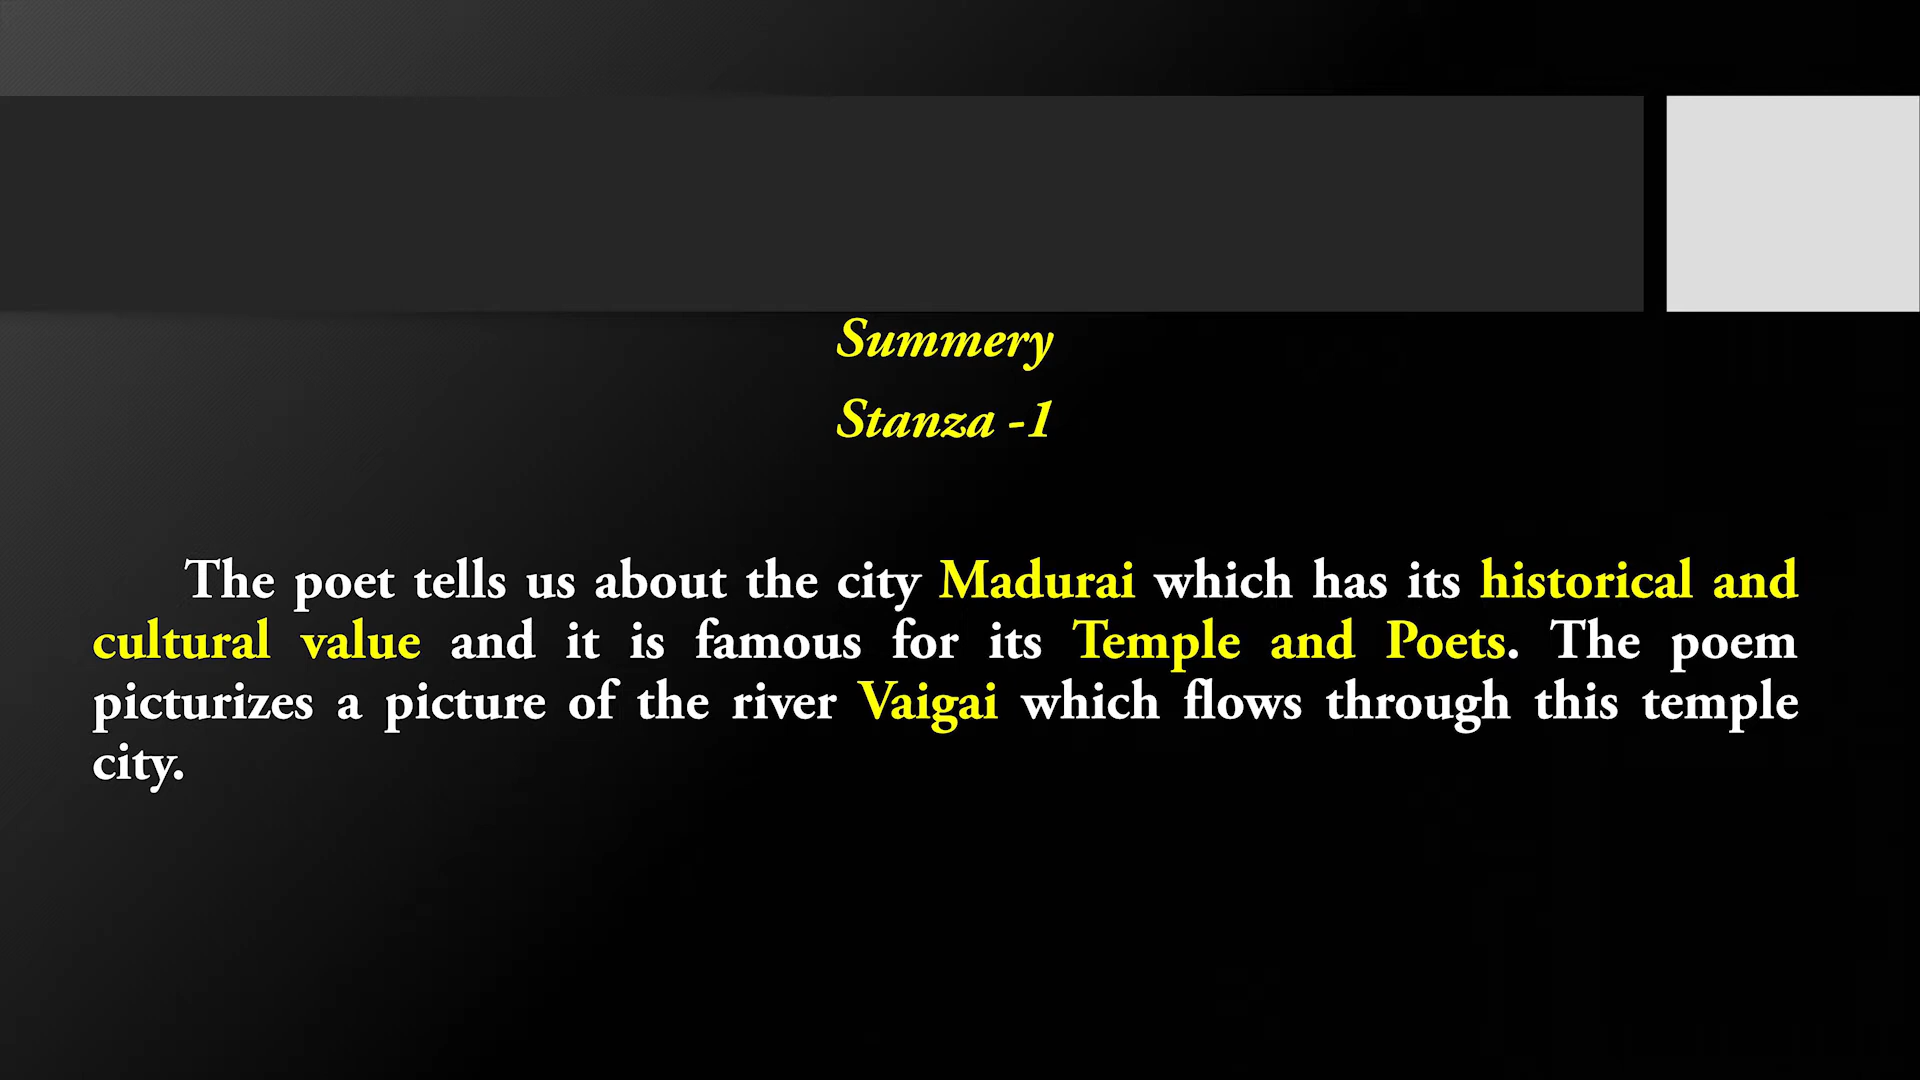 Summery
Stanza -1
The poet tells us about the city Madurai which has its historical and
cultural value and it is famous for its Temple and Poets. The poem
picturizes a picture of the river Vaigai which flows through this temple
city.